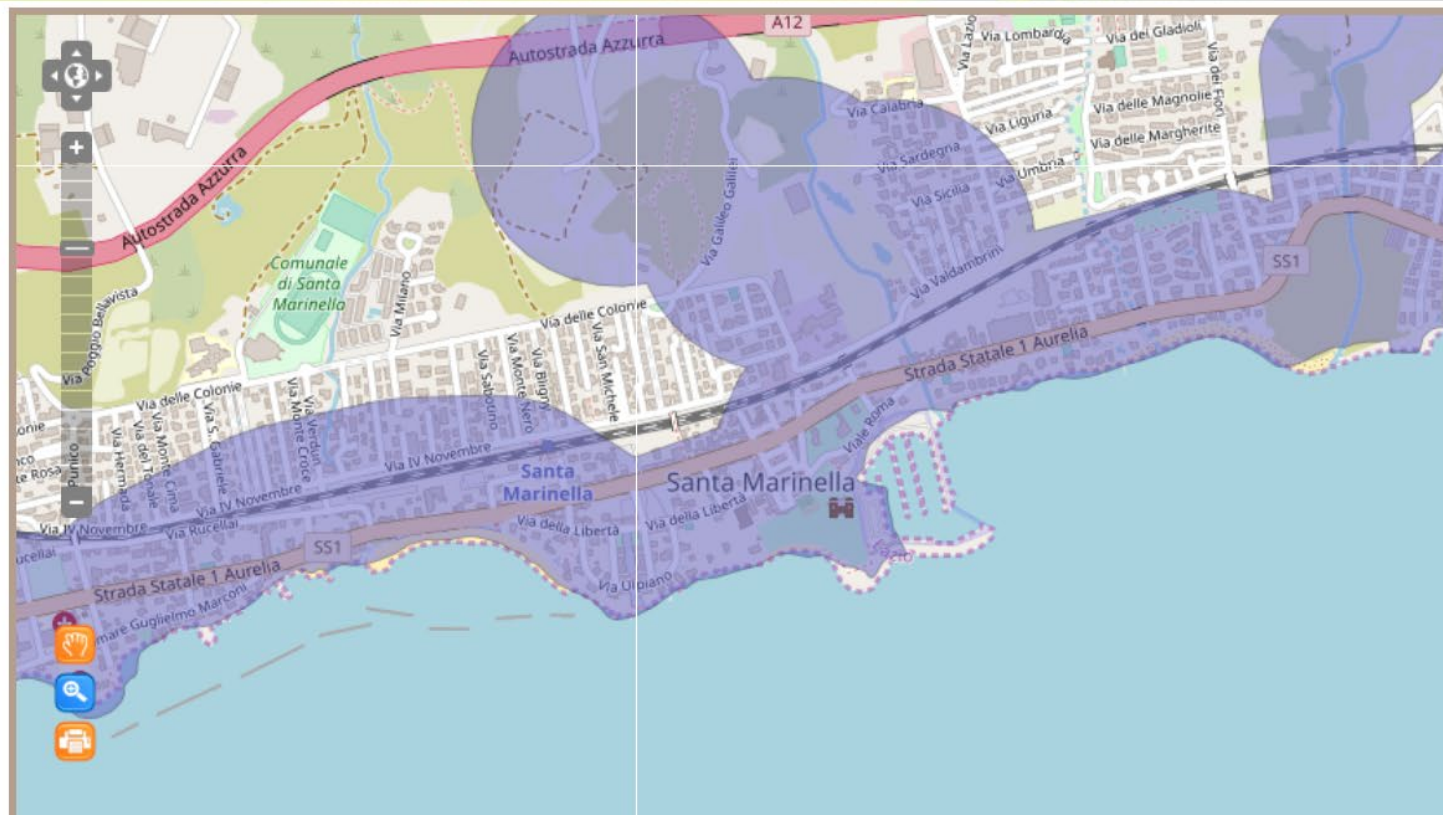 A12
Via Lombardia
Via dei Gladioli
Via Lazio
Autostrada Azzurra
Via dei Fiori
Via Calabria
Via delle Magnolie
Via Liguria
Via delle Margherite
Via Sardegna
Via Umbria
Autostrada Azzurra
Via Galileo Galilei
Via Sicilia
Comunale
di Santa
Marinella
SS1
Via Valdambrini
Via Poggio Bellavista
Via Milano
Via delle Colonie
Strada Statale 1 Aurelia
Via delle Colonie
Via San Michele
Via Bligny
Via Monte Nero
Via Sabotino
Via Verdun
Via Monte Croce
Via S. Gabriele
Via Monte Cima
Via del Tonale
Via Hermada
Punico
Viale Roma
Via IV Novembre
Santa
Marinella
Santa Marinella
Via IV Novembre
Via IV Novembre
Via Rucellai
Via della Libertà
Via della Libertà
SS1
Strada Statale 1 Aurelia
Via Ulpiano
mare Guglielmo Marconi